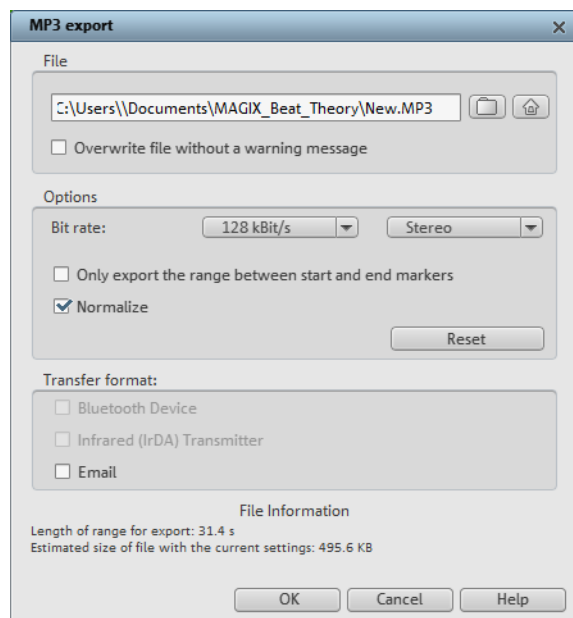 MP3 export
File
C:\Users\\Documents\MAGIX_Beat_Theory\New.MP3
Overwrite file without a warning message
Options
Bit rate: 128 kBit/s Stereo
Only export the range between start and end markers
Normalize
Reset
Transfer format:
Bluetooth Device
Infrared (IrDA) Transmitter
Email
File Information
Length of range for export: 31.4 s
Estimated size of file with the current settings: 495.6 KB
OK Cancel Help